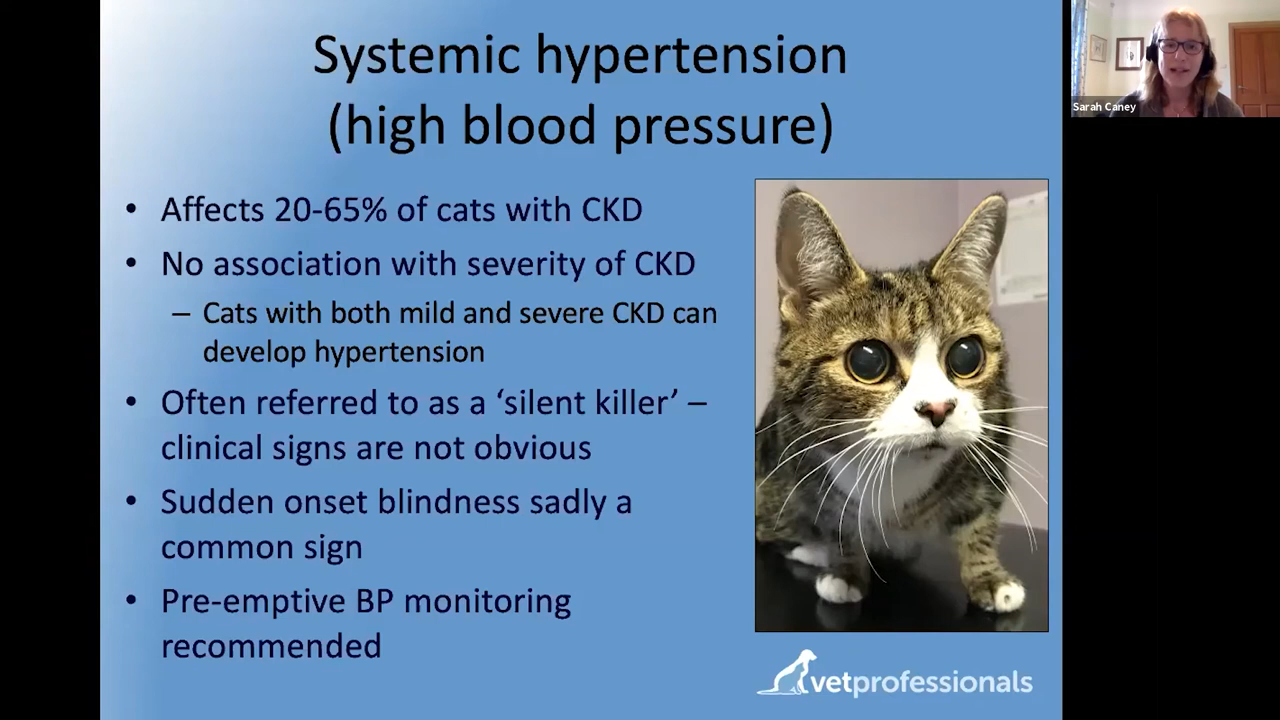 Systemic hypertension
(high blood pressure)
• Affects 20-65% of cats with CKD
• No association with severity of CKD
– Cats with both mild and severe CKD can
develop hypertension
• Often referred to as a ‘silent killer’ –
clinical signs are not obvious
• Sudden onset blindness sadly a
common sign
• Pre-emptive BP monitoring
recommended
vetprofessionals
Sarah Caney